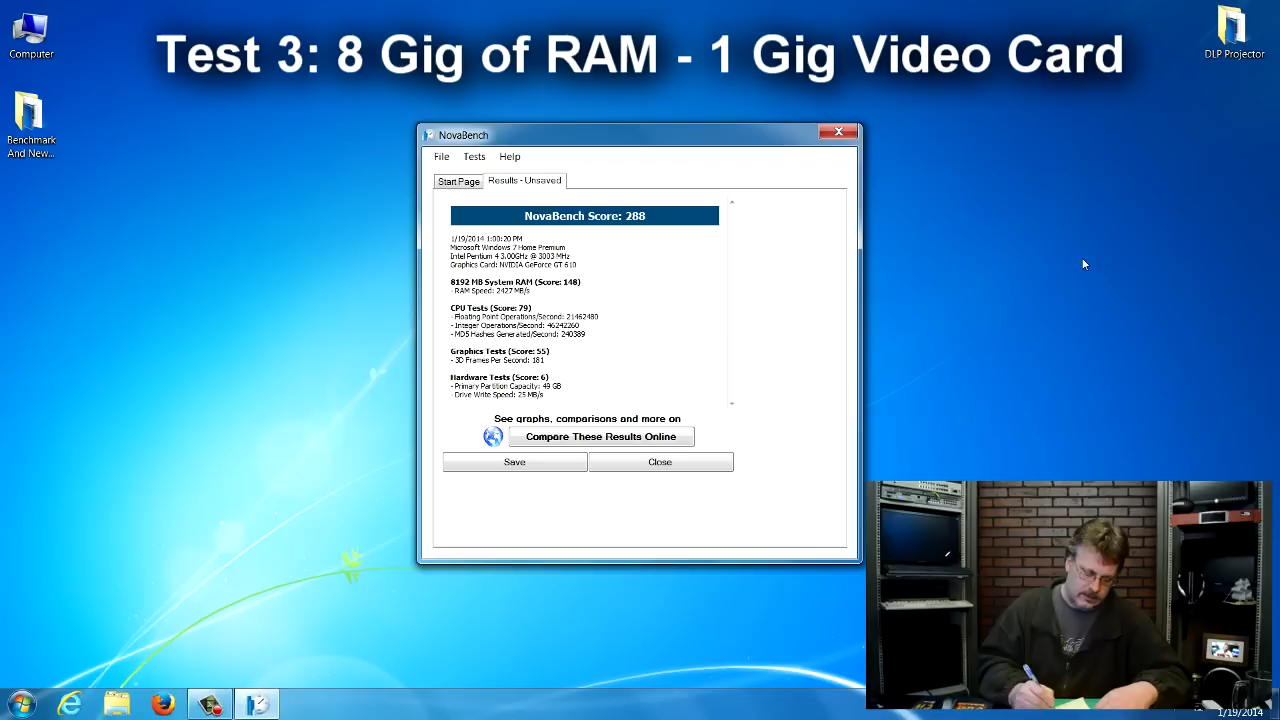 Test 3: 8 Gig of RAM - 1 Gig Video Card
Computer
DLP Projector
Benchmark
And New...
NovaBench
File Tests Help
Start Page Results - Unsaved
NovaBench Score: 288
1/19/2014 1:00:20 PM
Microsoft Windows 7 Home Premium
Intel Pentium 4 3.00GHz @ 3003 MHz
Graphics Card: NVIDIA GeForce GT 610
8192 MB System RAM (Score: 148)
- RAM Speed: 2427 MB/s
CPU Tests (Score: 79)
- Floating Point Operations/Second: 21462480
- Integer Operations/Second: 46242260
- MD5 Hashes Generated/Second: 240389
Graphics Tests (Score: 55)
- 3D Frames Per Second: 181
Hardware Tests (Score: 6)
- Primary Partition Capacity: 49 GB
- Drive Write Speed: 25 MB/s
See graphs, comparisons and more on
Compare These Results Online
Save Close
1/19/2014